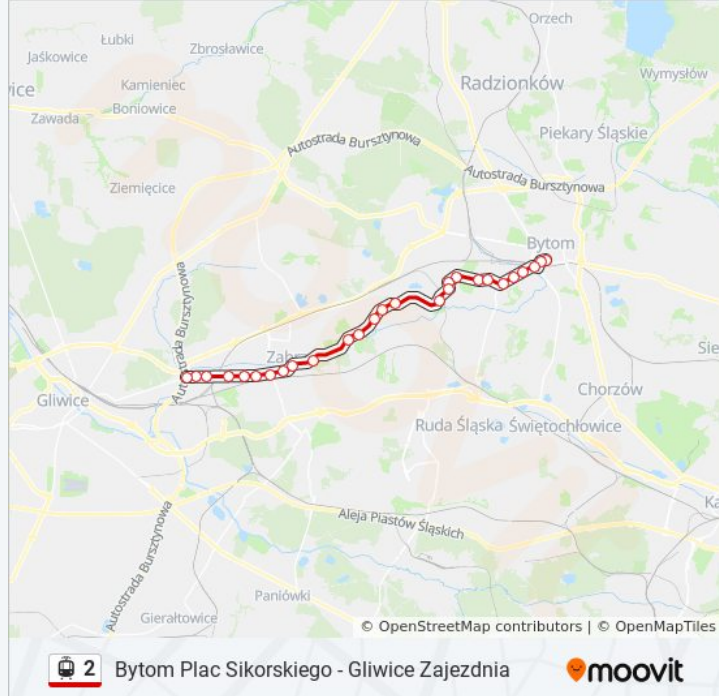 Orzech
Łubki
Zbrosławice
Jaśkowice
Radzionków
Wymysłów
Kamieniec
wice
Boniowice
Zawada
Piekary Śląskie
Autostrada Bursztynowa
Autostrada Bursztynowa
Ziemięcice
Bytom
Autostrada Bursztynowa
Sie
Zabrz
Chorzów
Gliwice
Ruda Śląska
Świętochłowice
Ka
Aleja Piastów Śląskich
Autostrada Bursztynowa
Paniówki
Gierałtowice
© OpenStreetMap contributors | © OpenMapTiles
2 Bytom Plac Sikorskiego - Gliwice Zajezdnia
moovit